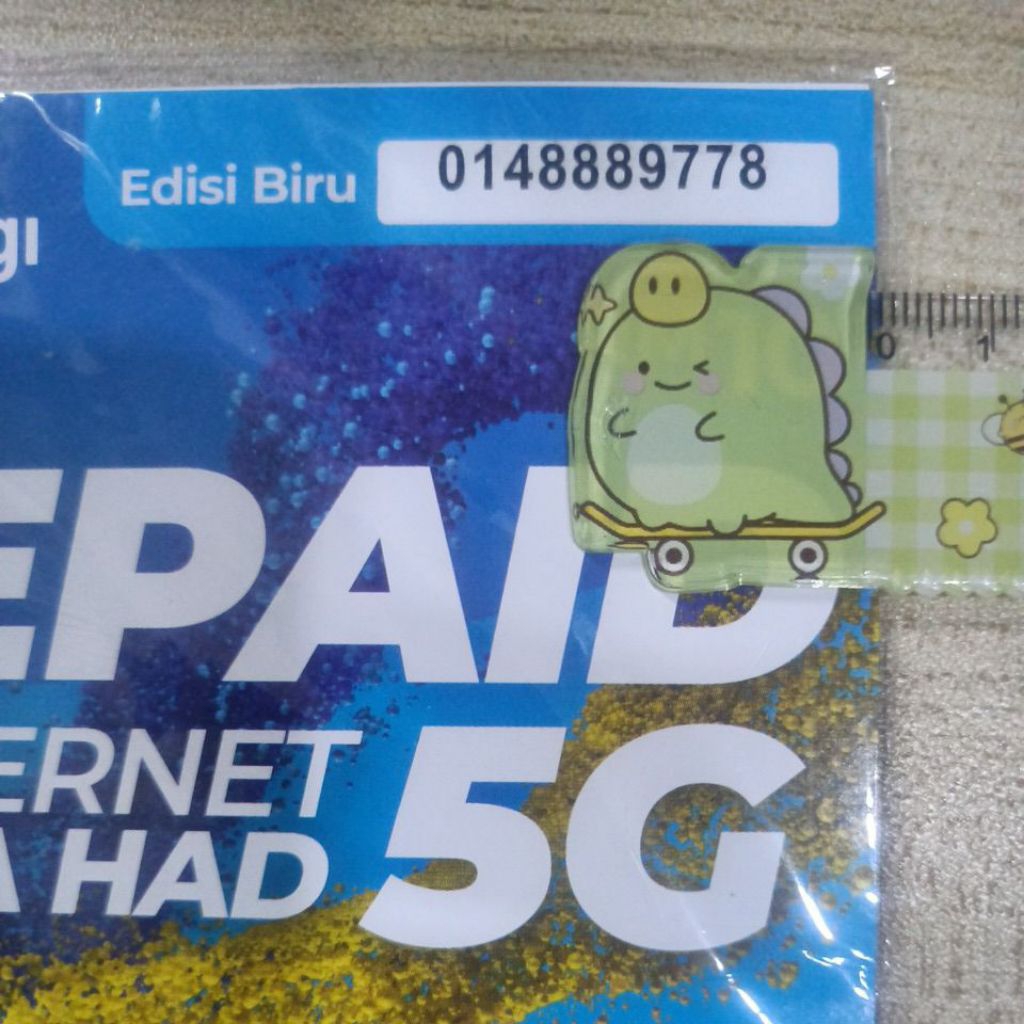 Edisi Biru 0148889778
gi
0 1
EPAID
ERNET
A HAD
5G